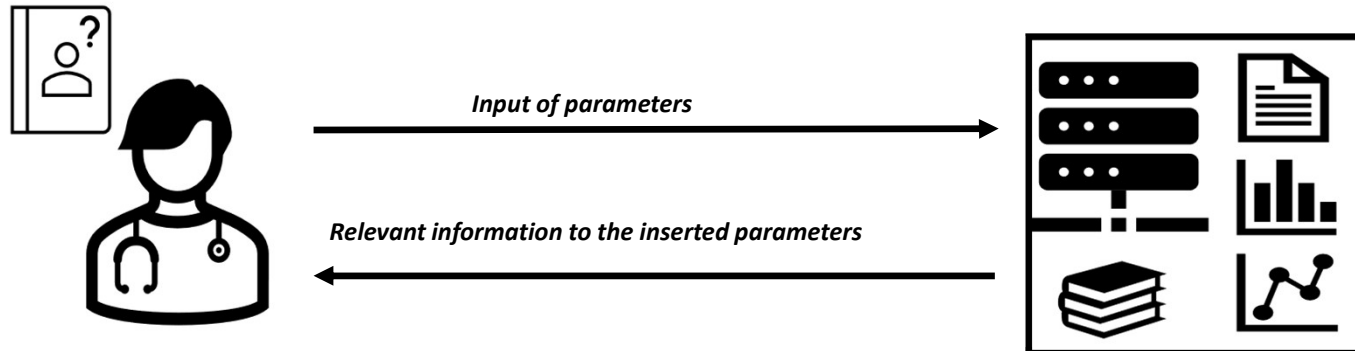 ?
Input of parameters
Relevant information to the inserted parameters